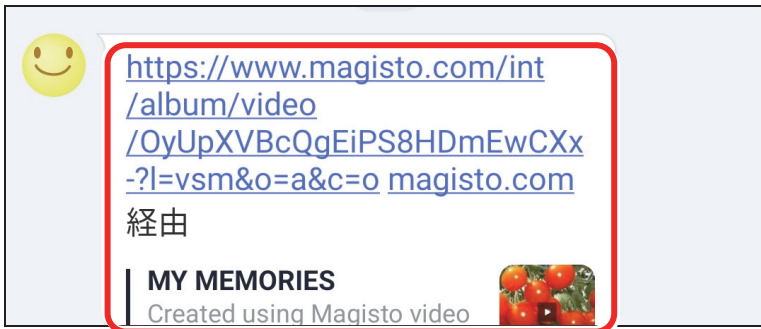 https://www.magisto.com/int
/album/video
/OyUpXVBcQgEiPS8HDmEwCXx
-?l=vsm&o=a&c=o magisto.com
経由
MY MEMORIES
Created using Magisto video